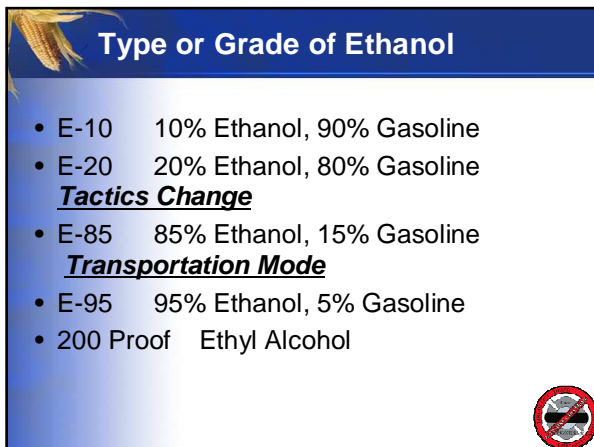 Type or Grade of Ethanol
• E-10 10% Ethanol, 90% Gasoline
• E-20 20% Ethanol, 80% Gasoline
Tactics Change
• E-85 85% Ethanol, 15% Gasoline
Transportation Mode
• E-95 95% Ethanol, 5% Gasoline
• 200 Proof Ethyl Alcohol